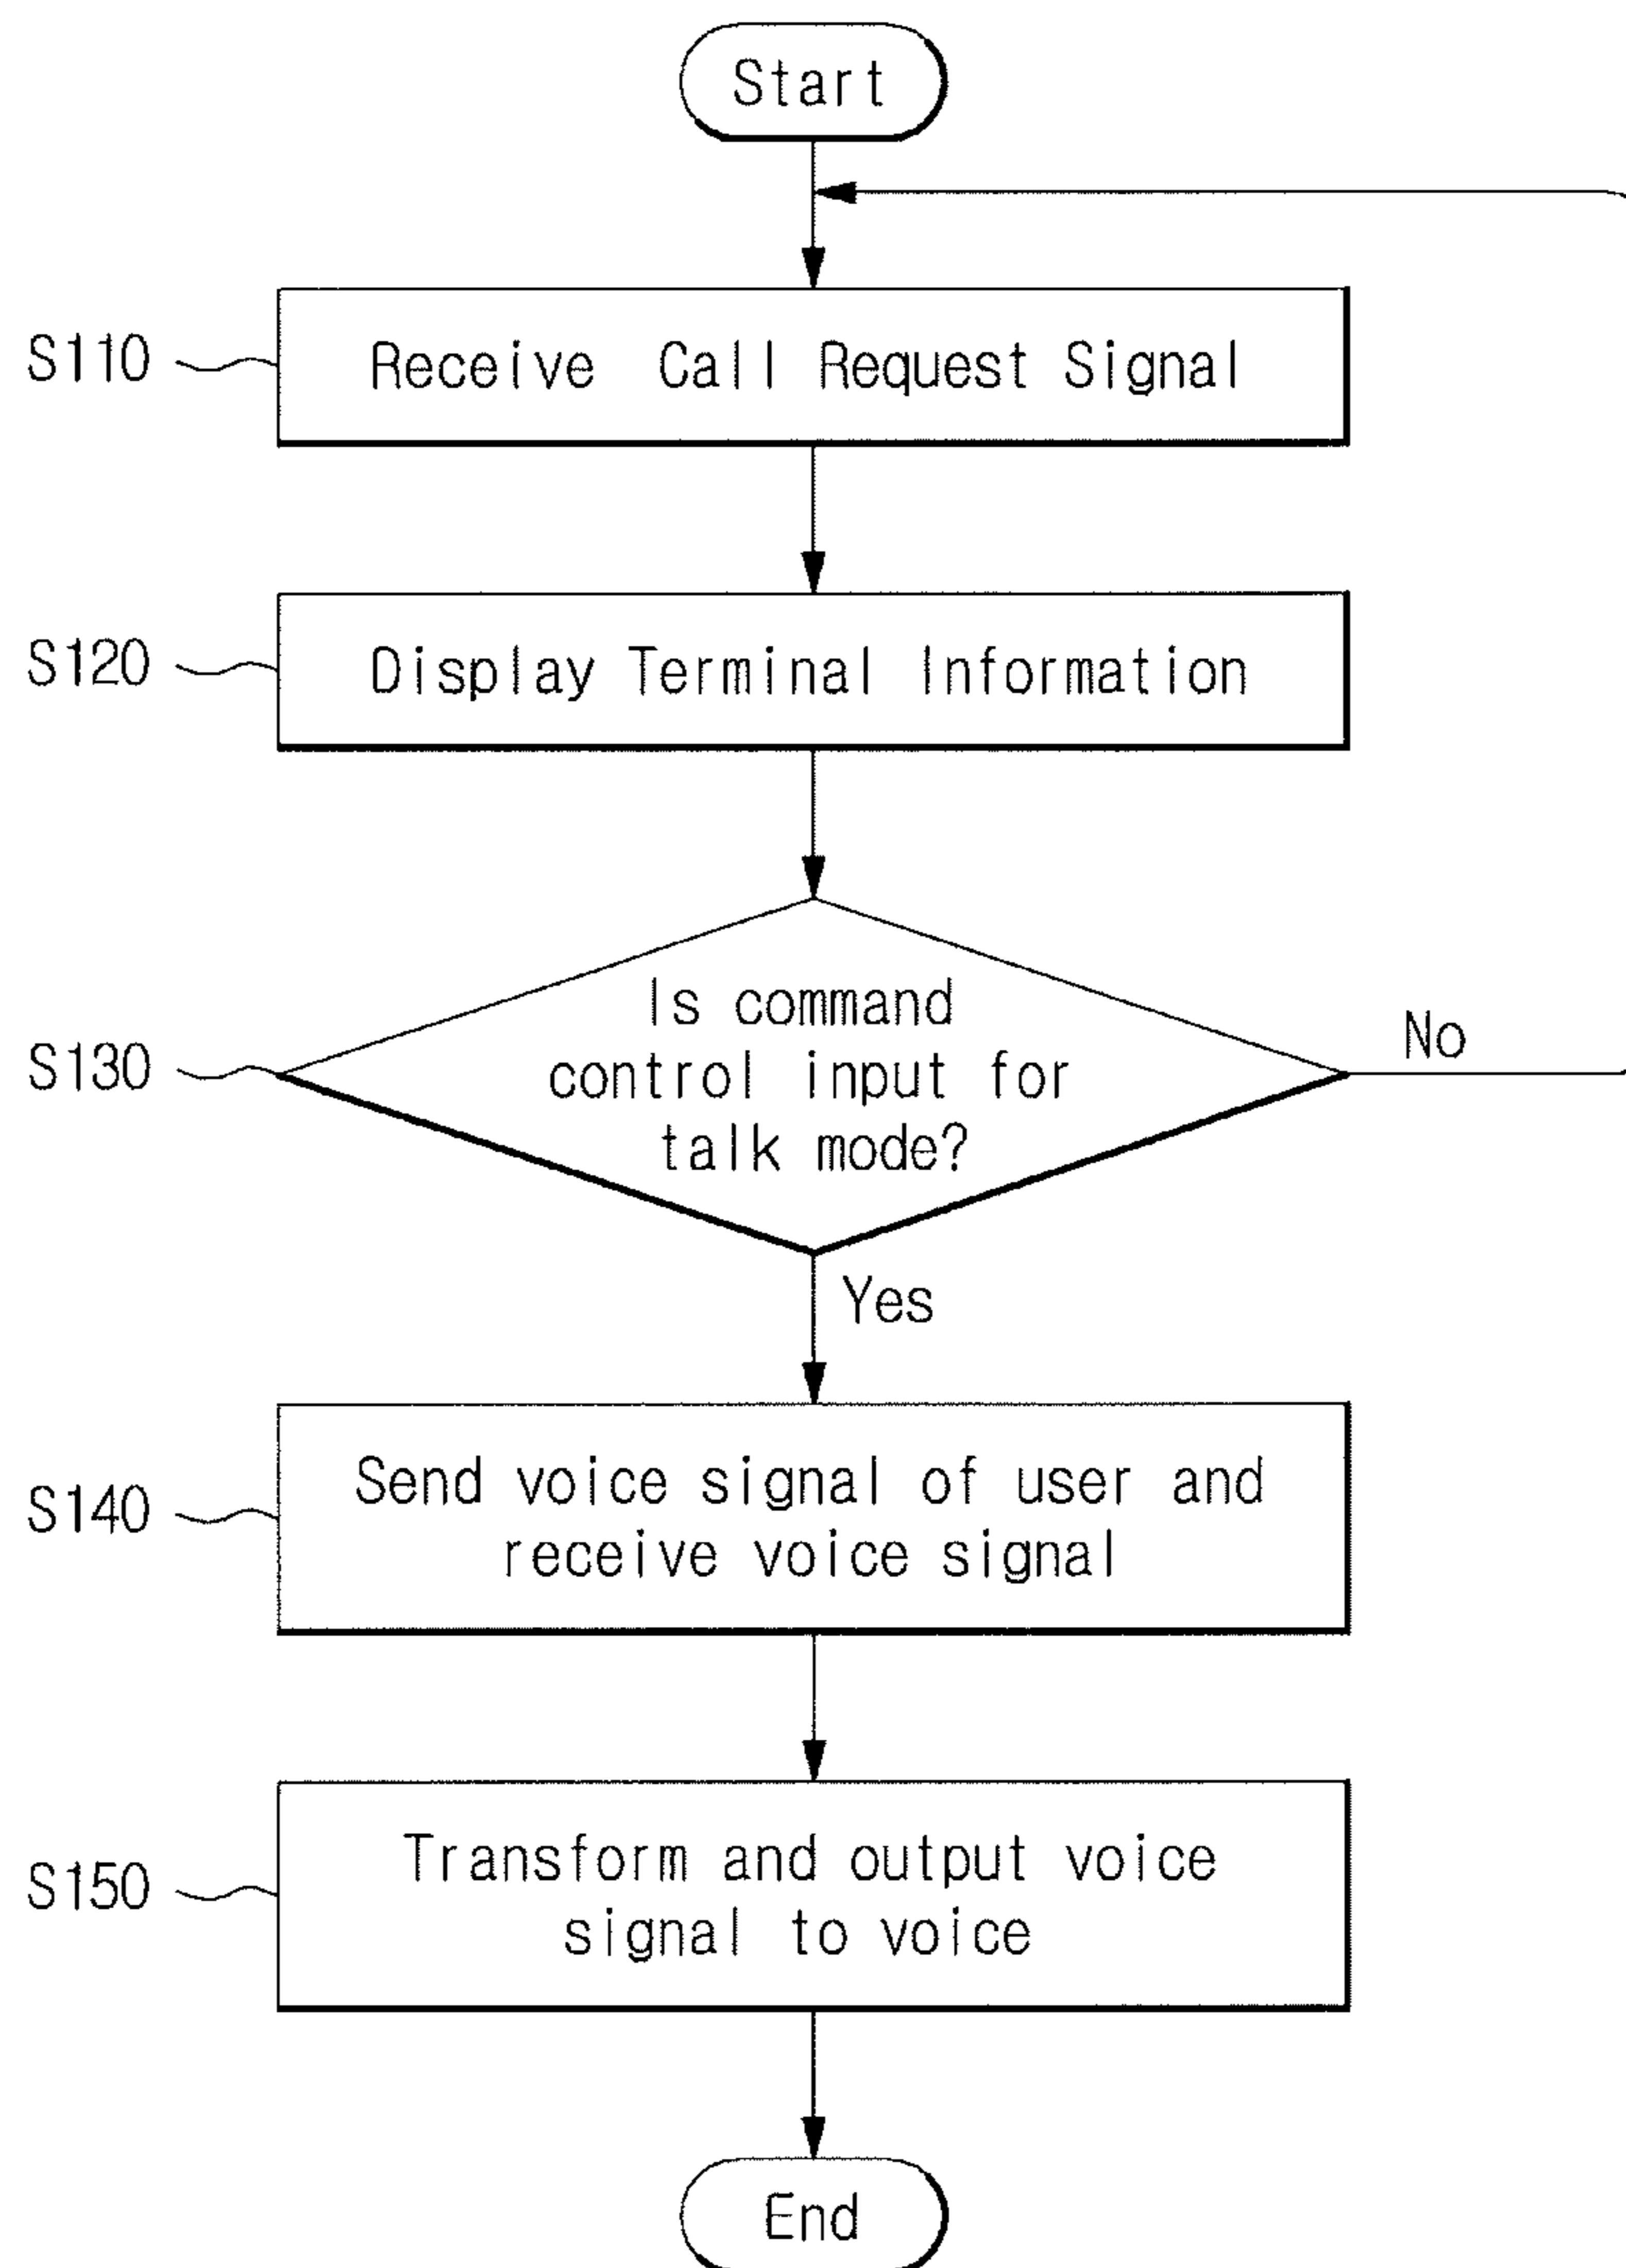 Start
S110
Receive Call Request Signal
S120
Display Terminal Information
S130
Is command
control input for
talk mode?
No
Yes
S140
Send voice signal of user and
receive voice signal
S150
Transform and output voice
signal to voice
End